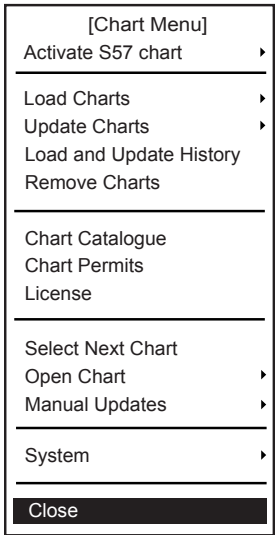 [Chart Menu]
Activate S57 chart
Load Charts
Update Charts
Load and Update History
Remove Charts
Chart Catalogue
Chart Permits
License
Select Next Chart
Open Chart
Manual Updates
System
Close